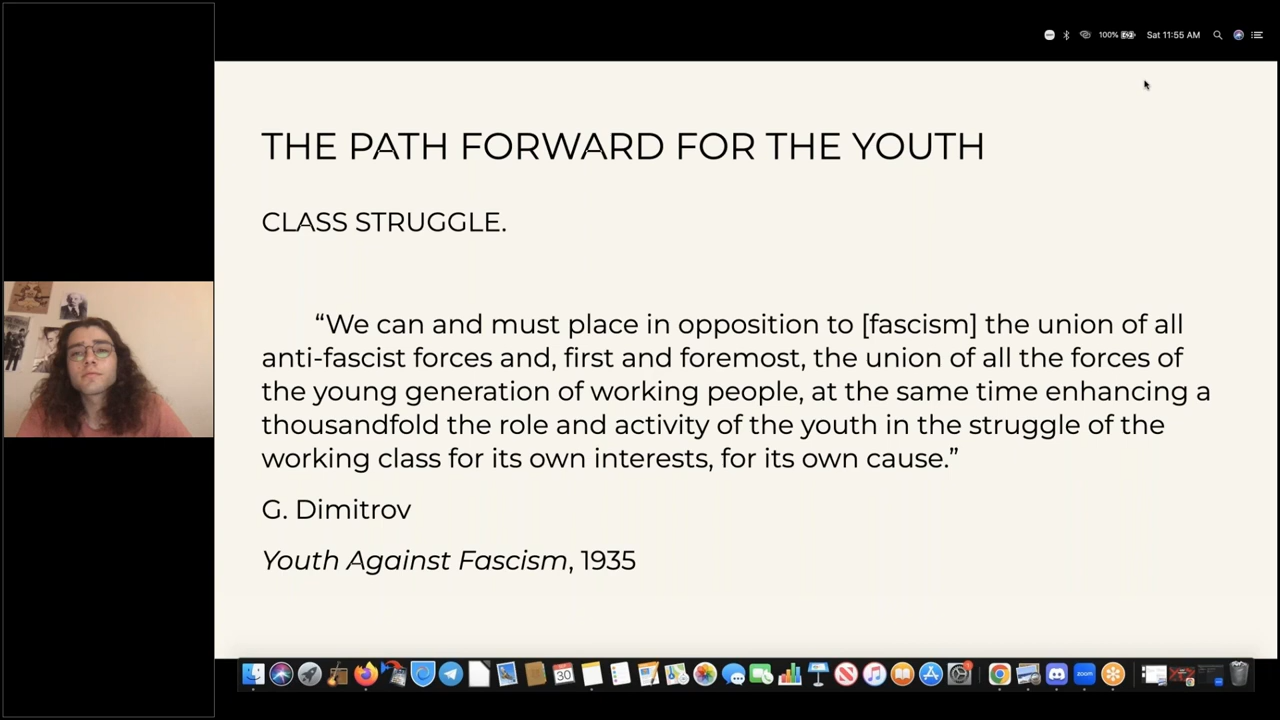 100% Sat 11:55 AM
THE PATH FORWARD FOR THE YOUTH
CLASS STRUGGLE.
“We can and must place in opposition to [fascism] the union of all
anti-fascist forces and, first and foremost, the union of all the forces of
the young generation of working people, at the same time enhancing a
thousandfold the role and activity of the youth in the struggle of the
working class for its own interests, for its own cause.”
G. Dimitrov
Youth Against Fascism, 1935
30
zoom